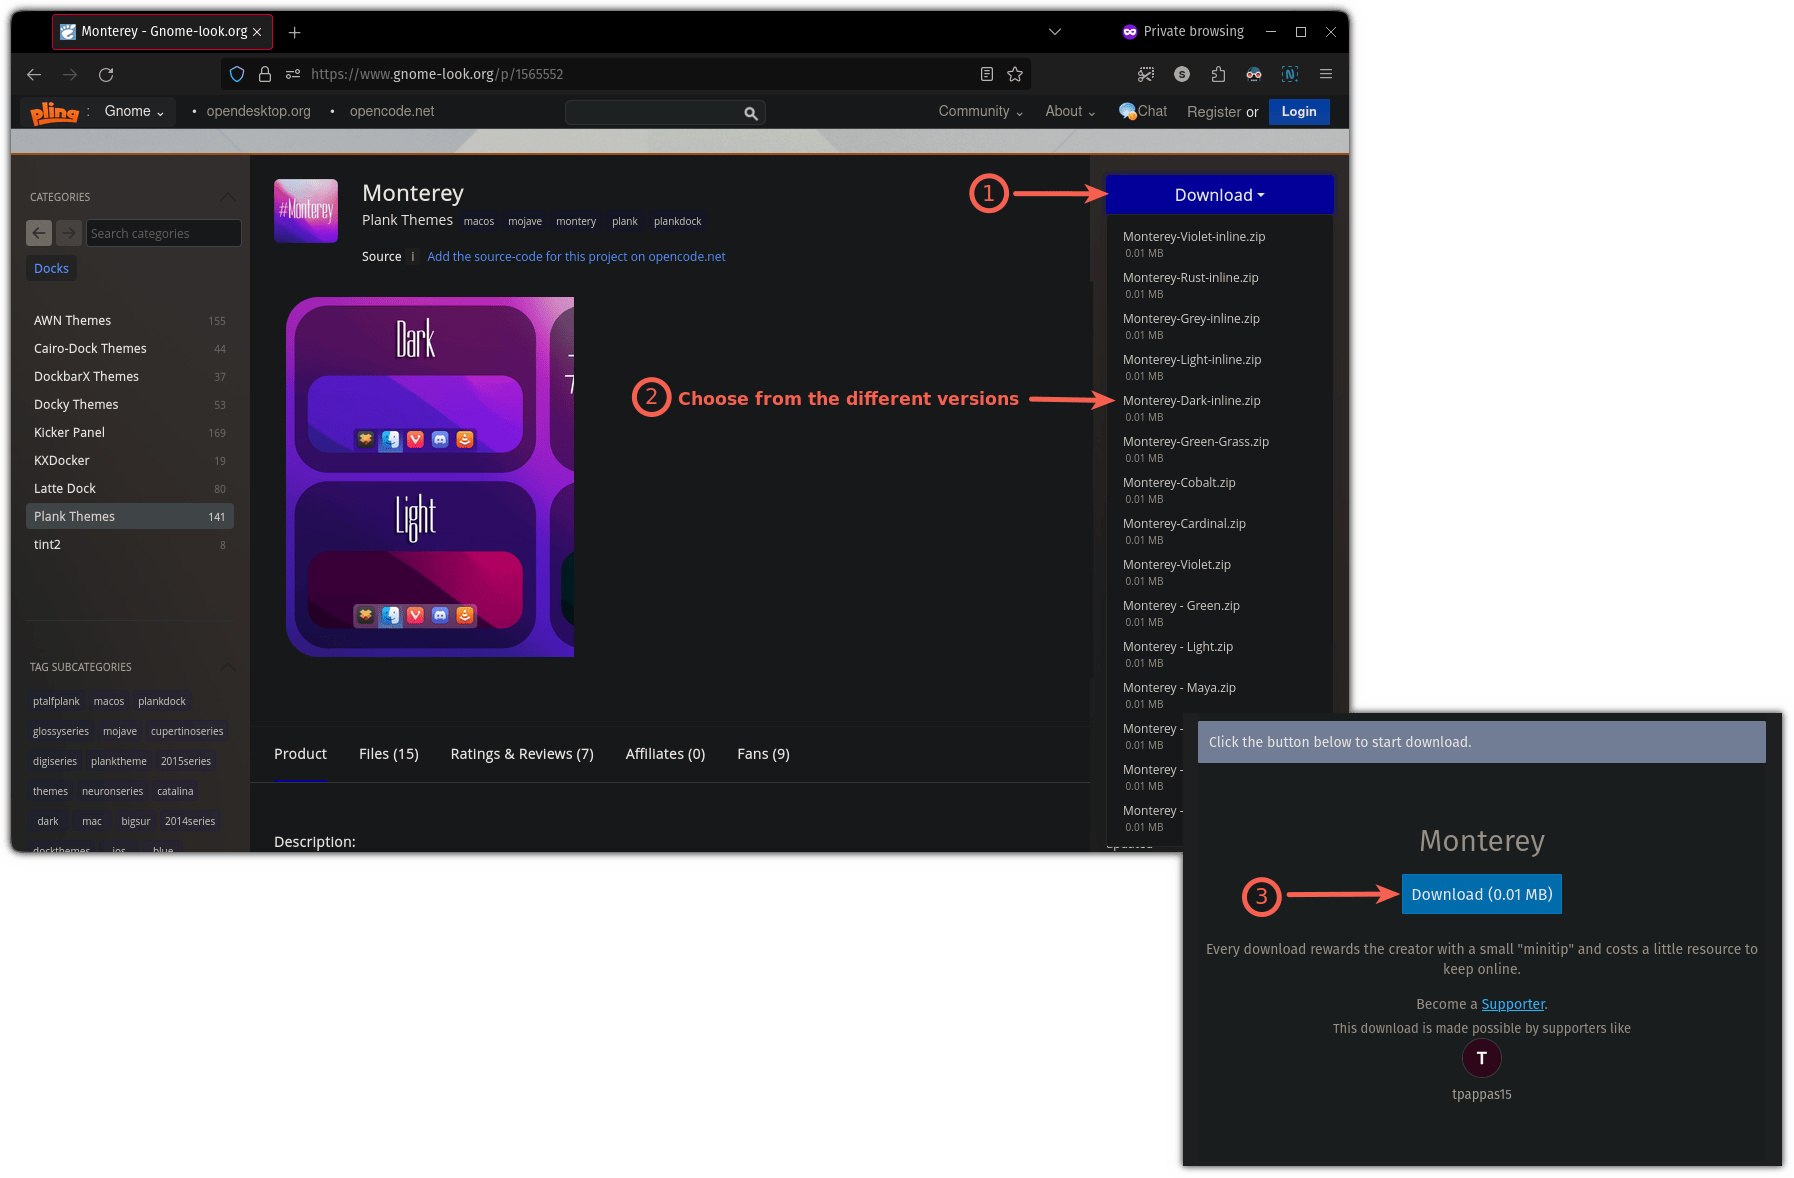 Monterey - Gnome-look.org
Private browsing
https://www.gnome-look.org/p/1565552
pling : Gnome • opendesktop.org • opencode.net
Community About Chat Register or Login
CATEGORIES
Search categories
Docks
AWN Themes 155
Cairo-Dock Themes 44
DockbarX Themes 37
Docky Themes 53
Kicker Panel 169
KXDocker 19
Latte Dock 80
Plank Themes 141
tint2 8
TAG SUBCATEGORIES
ptalfplank macos plankdock
glossyseries mojave cupertinoseries
digiseries planktheme 2015series
themes neuronseries catalina
dark mac bigsur 2014series
dockthemes ios blue
#Monterey
Monterey
Plank Themes macos mojave montery plank plankdock
Source i Add the source-code for this project on opencode.net
Dark
Light
Product Files (15) Ratings & Reviews (7) Affiliates (0) Fans (9)
Description:
1
Download
2 Choose from the different versions
Monterey-Violet-inline.zip
0.01 MB
Monterey-Rust-inline.zip
0.01 MB
Monterey-Grey-inline.zip
0.01 MB
Monterey-Light-inline.zip
0.01 MB
Monterey-Dark-inline.zip
0.01 MB
Monterey-Green-Grass.zip
0.01 MB
Monterey-Cobalt.zip
0.01 MB
Monterey-Cardinal.zip
0.01 MB
Monterey-Violet.zip
0.01 MB
Monterey - Green.zip
0.01 MB
Monterey - Light.zip
0.01 MB
Monterey - Maya.zip
0.01 MB
Monterey -
0.01 MB
Monterey -
0.01 MB
Monterey -
0.01 MB
Updated
Click the button below to start download.
Monterey
3
Download (0.01 MB)
Every download rewards the creator with a small "minitip" and costs a little resource to
keep online.
Become a Supporter.
This download is made possible by supporters like
T
tpappas15